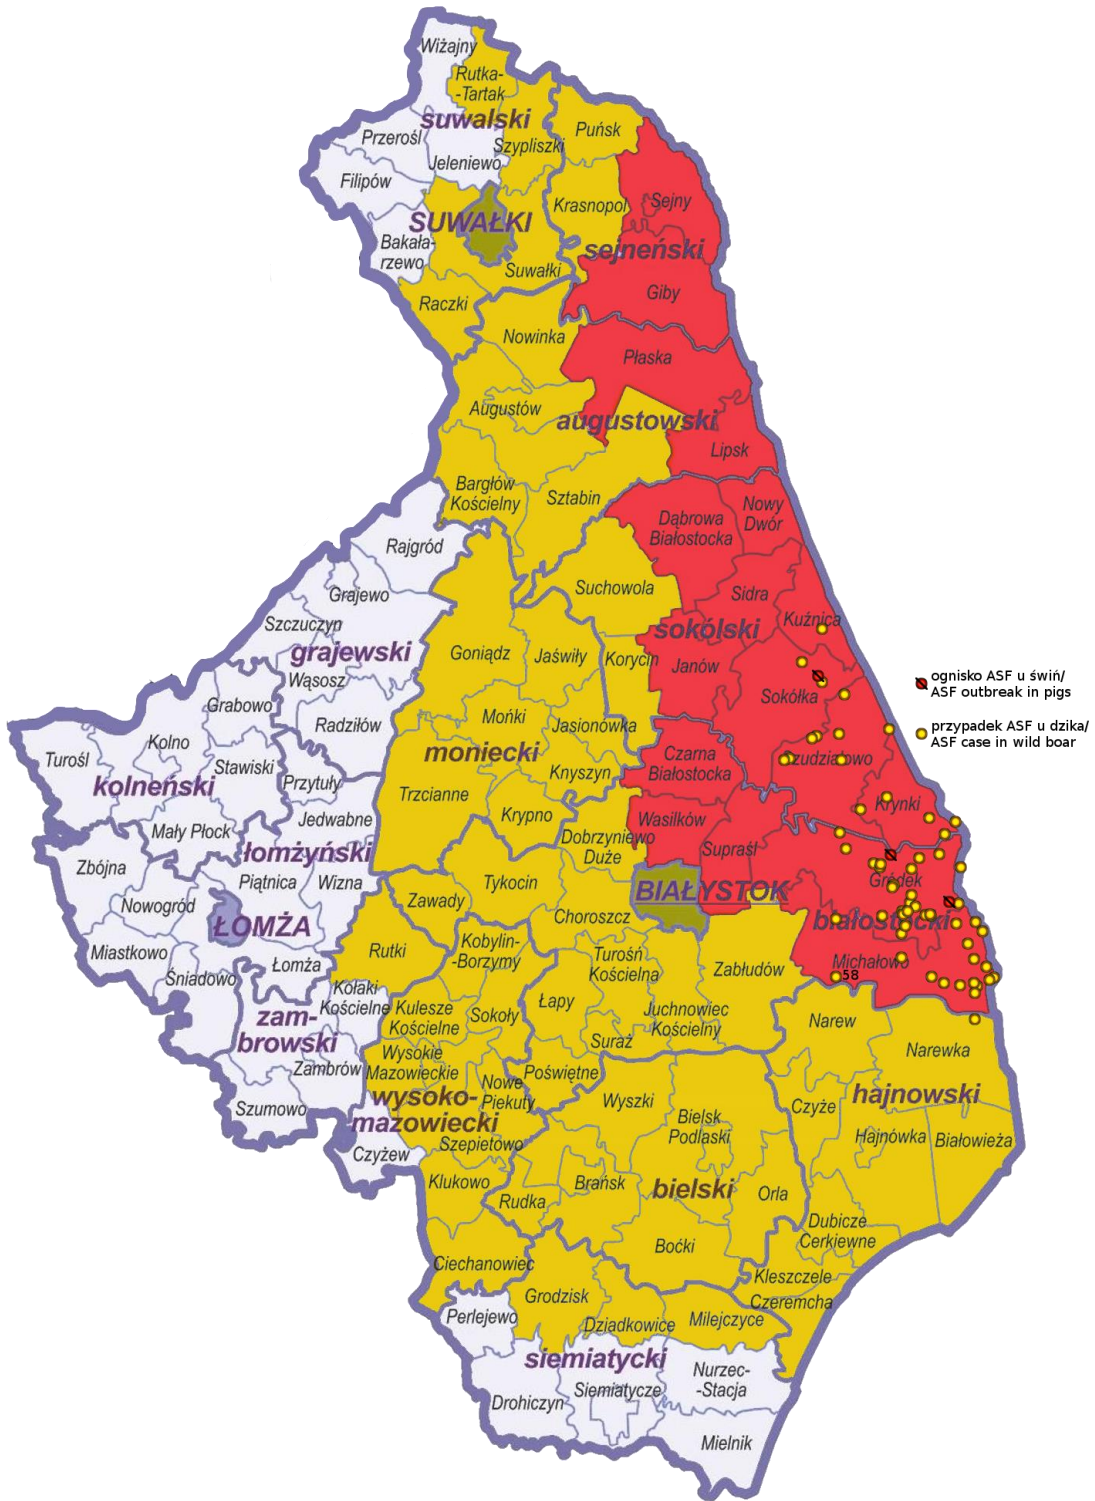 Wiżajny
Rutka-
-Tartak
suwalski
Puńsk
Przerośl
Szypliszki
Jeleniewo
Filipów
Sejny
Krasnopol
SUWAŁKI
Bakała-
rzewo
sejneński
Suwałki
Giby
Raczki
Nowinka
Płaska
Augustów
augustowski
Lipsk
Bargłów
Kościelny
Sztabin
Nowy
Dwór
Dąbrowa
Białostocka
Rajgród
Suchowola
Sidra
Grajewo
Kuźnica
Szczuczyn
sokólski
grajewski
Goniądz
Jaświły
Korycin
Janów
Wąsosz
Sokółka
ognisko ASF u świń/
ASF outbreak in pigs
Grabowo
Radziłów
Mońki
Jasionówka
przypadek ASF u dzika/
ASF case in wild boar
Kolno
moniecki
Czarna
Białostocka
Turośl
Stawiski
Szudziałowo
kolneński
Przytuły
Knyszyn
Trzcianne
Krynki
Krypno
Jedwabne
Wasilków
Mały Płock
Dobrzyniewo
Duże
łomżyński
Supraśl
Zbójna
Piątnica
Wizna
Tykocin
Gródek
BIAŁYSTOK
Nowogród
Zawady
Choroszcz
ŁOMŻA
białostocki
Miastkowo
Rutki
Kobylin-
-Borzymy
Turośń
Kościelna
Łomża
Michałowo
58
Zabłudów
Śniadowo
Kołaki
Kościelne
Kulesze
Kościelne
Łapy
Juchnowiec
Kościelny
Sokoły
zam-
browski
Narew
Suraż
Narewka
Zambrów
Wysokie
Mazowieckie
Poświętne
Nowe
Piekuty
wysoko-
mazowiecki
Wyszki
hajnowski
Szumowo
Czyże
Bielsk
Podlaski
Szepietowo
Hajnówka
Białowieża
Czyżew
Klukowo
Brańsk
bielski
Orla
Rudka
Dubicze
Cerkiewne
Boćki
Ciechanowiec
Kleszczele
Grodzisk
Czeremcha
Perlejewo
Dziadkowice
Milejczyce
siemiatycki
Nurzec-
-Stacja
Siemiatycze
Drohiczyn
Mielnik